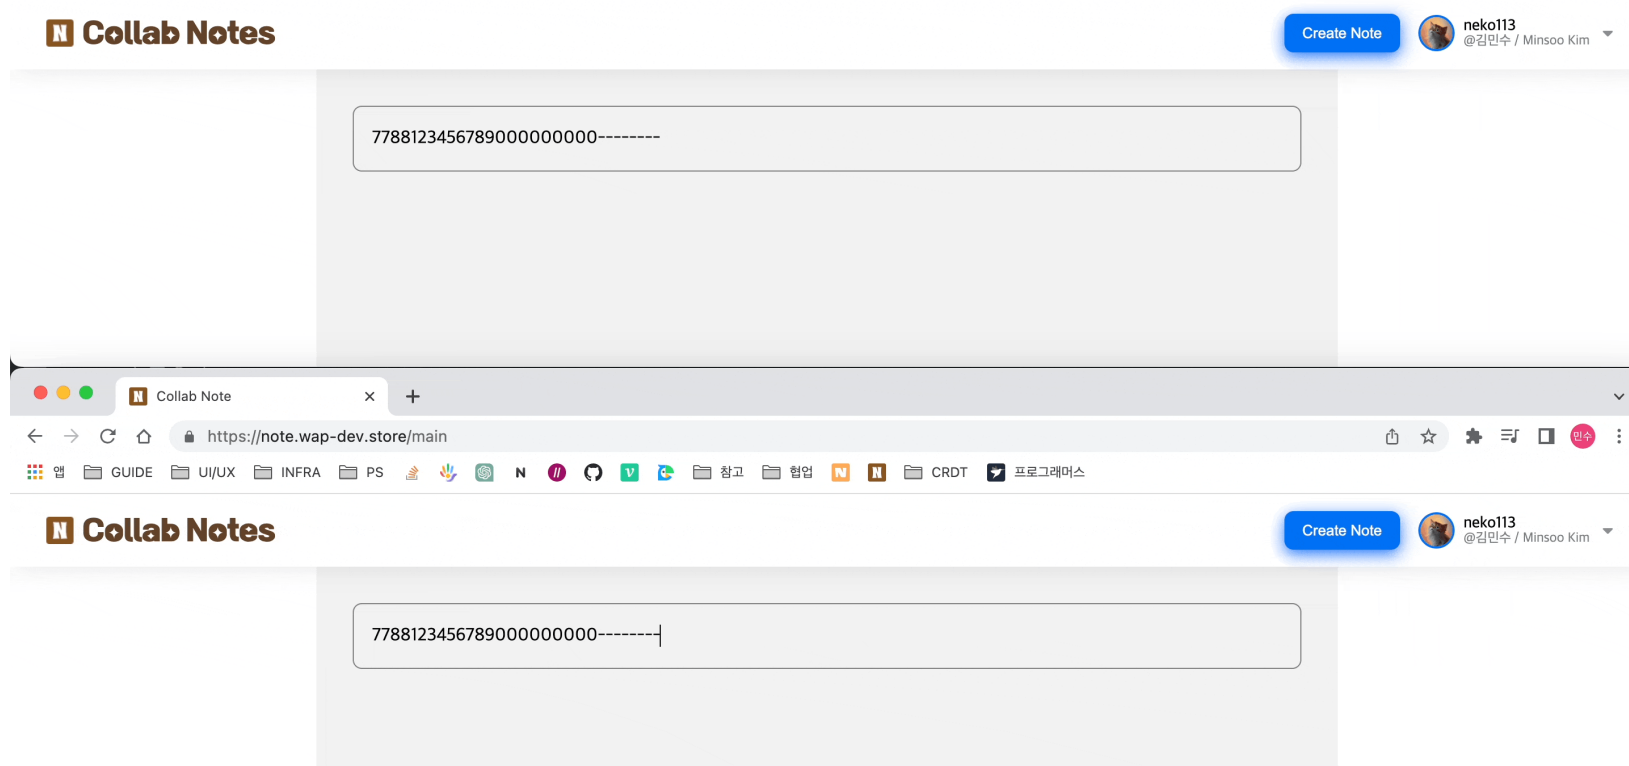 N Collab Notes
Create Note
neko113
@김민수 / Minsoo Kim
7788123456789000000000--------
N Collab Note
https://note.wap-dev.store/main
민수
앱 GUIDE UI/UX INFRA PS N // V 참고 협업 N N CRDT 프로그래머스
N Collab Notes
Create Note
neko113
@김민수 / Minsoo Kim
7788123456789000000000--------